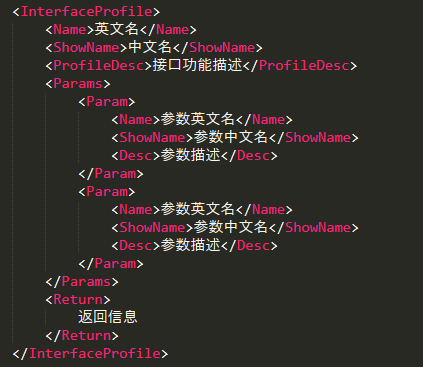 <InterfaceProfile>
<Name>英文名</Name>
<ShowName>中文名</ShowName>
<ProfileDesc>接口功能描述</ProfileDesc>
<Params>
<Param>
<Name>参数英文名</Name>
<ShowName>参数中文名</ShowName>
<Desc>参数描述</Desc>
</Param>
<Param>
<Name>参数英文名</Name>
<ShowName>参数中文名</ShowName>
<Desc>参数描述</Desc>
</Param>
</Params>
<Return>
返回信息
</Return>
</InterfaceProfile>